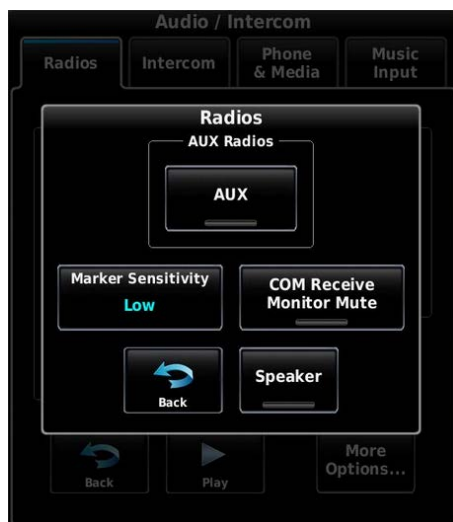 Audio / Intercom
Radios
Intercom
Phone
& Media
Music
Input
Radios
AUX Radios
AUX
Marker Sensitivity
Low
COM Receive
Monitor Mute
Back
Speaker
Back
Play
More
Options...